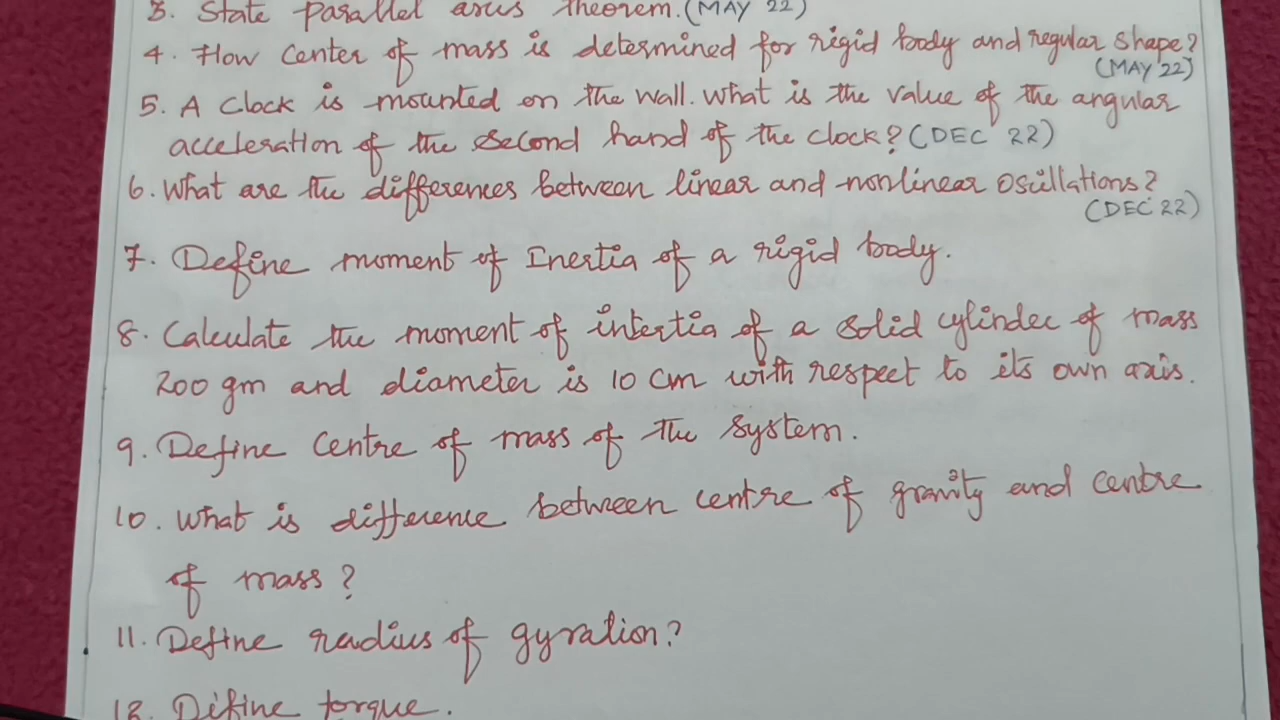 3. State parallel axis theorem. (MAY 22)
4. How center of mass is determined for rigid body and regular shape?
(MAY 22)
5. A clock is mounted on the wall. What is the value of the angular
acceleration of the second hand of the clock? (DEC 22)
6. What are the differences between linear and nonlinear oscillations?
(DEC 22)
7. Define moment of Inertia of a rigid body.
8. Calculate the moment of intertia of a solid cylinder of mass
200 gm and diameter is 10 cm with respect to its own axis.
9. Define Centre of mass of the system.
10. What is difference between centre of gravity and centre
of mass?
11. Define radius of gyration?
12. Define torque.